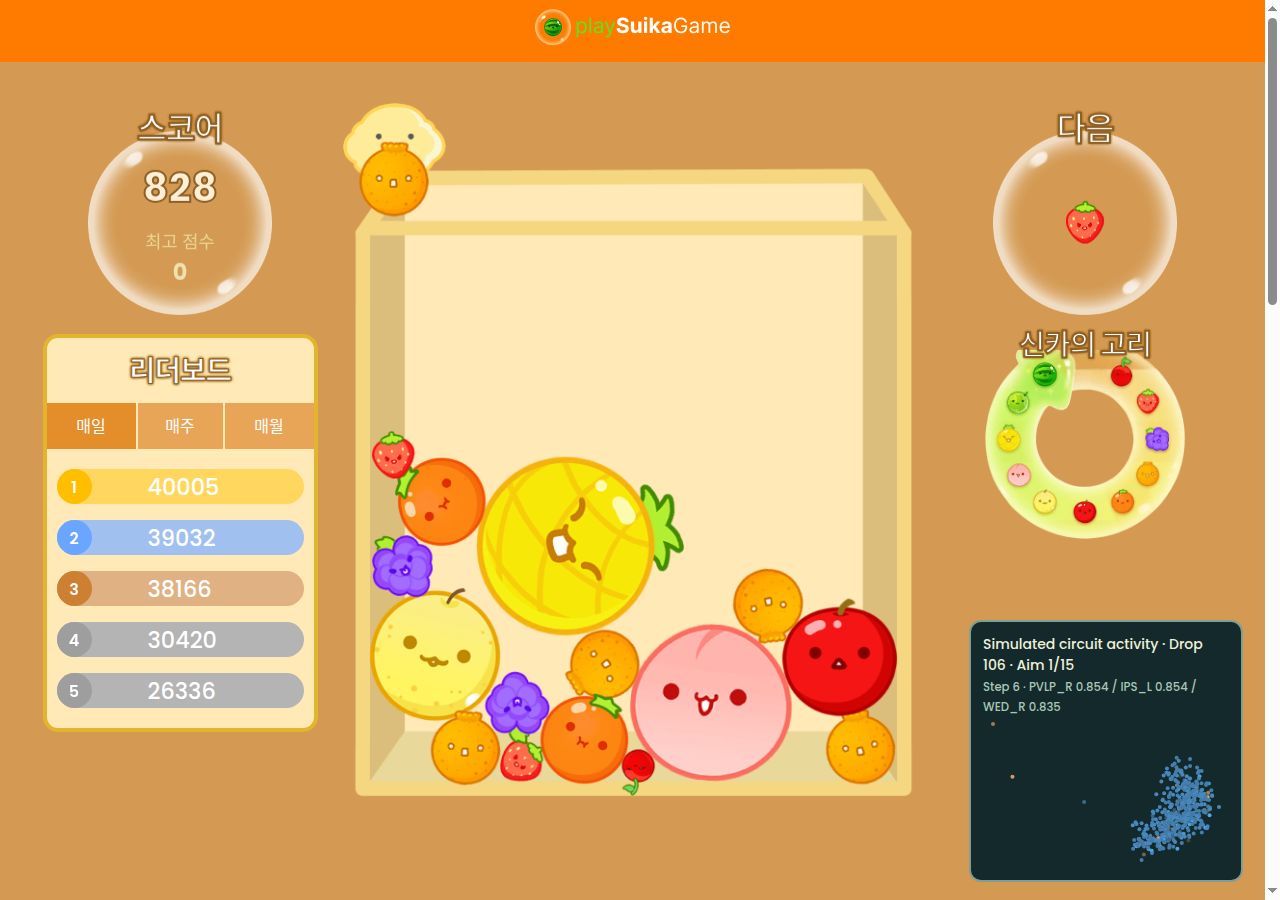 playSuikaGame
스코어
828
최고 점수
0
다음
신카의 고리
리더보드
매일 매주 매월
1 40005
2 39032
3 38166
4 30420
5 26336
Simulated circuit activity · Drop
106 · Aim 1/15
Step 6 · PVLP_R 0.854 / IPS_L 0.854 /
WED_R 0.835